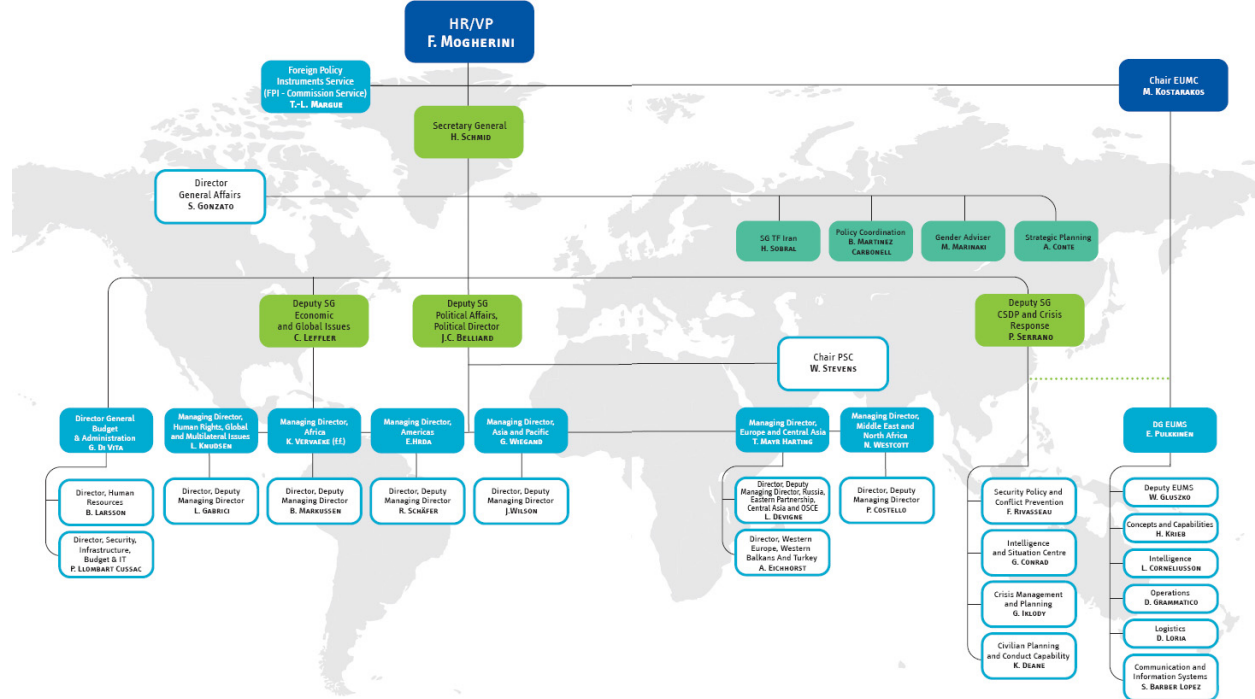 HR/VP
F. MOGHERINI
Foreign Policy
Instruments Service
(FPI - Commission Service)
T.-L. MARGUE
Chair EUMC
M. KOSTARAKOS
Secretary General
H. SCHMID
Director
General Affairs
S. GONZATO
SG TF Iran
H. SOBRAL
Policy Coordination
B. MARTINEZ
CARBONELL
Gender Adviser
M. MARINAKI
Strategic Planning
A. CONTE
Deputy SG
Economic
and Global Issues
C. LEFFLER
Deputy SG
Political Affairs,
Political Director
J.C. BELLIARD
Deputy SG
CSDP and Crisis
Response
P. SERRANO
Chair PSC
W. STEVENS
Director General
Budget
& Administration
G. DI VITA
Managing Director,
Human Rights, Global
and Multilateral Issues
L. KNUDSEN
Managing Director,
Africa
K. VERVAEKE (f.f.)
Managing Director,
Americas
E.HRDA
Managing Director,
Asia and Pacific
G. WIEGAND
Managing Director,
Europe and Central Asia
T. MAYR HARTING
Managing Director,
Middle East and
North Africa
N. WESTCOTT
DG EUMS
E. PULKKINEN
Director, Human
Resources
B. LARSSON
Director, Security,
Infrastructure,
Budget & IT
P. LLOMBART CUSSAC
Director, Deputy
Managing Director
L. GABRICI
Director, Deputy
Managing Director
B. MARKUSSEN
Director, Deputy
Managing Director
R. SCHÄFER
Director, Deputy
Managing Director
J.WILSON
Director, Deputy
Managing Director, Russia,
Eastern Partnership,
Central Asia and OSCE
L. DEVIGNE
Director, Western
Europe, Western
Balkans And Turkey
A. EICHHORST
Director, Deputy
Managing Director
P. COSTELLO
Security Policy and
Conflict Prevention
F. RIVASSEAU
Intelligence
and Situation Centre
G. CONRAD
Crisis Management
and Planning
G. IKLODY
Civilian Planning
and Conduct Capability
K. DEANE
Deputy EUMS
W. GLUSZKO
Concepts and Capabilities
H. KRIEB
Intelligence
L. CORNELIUSSON
Operations
D. GRAMMATICO
Logistics
D. LORIA
Communication and
Information Systems
S. BARBER LOPEZ